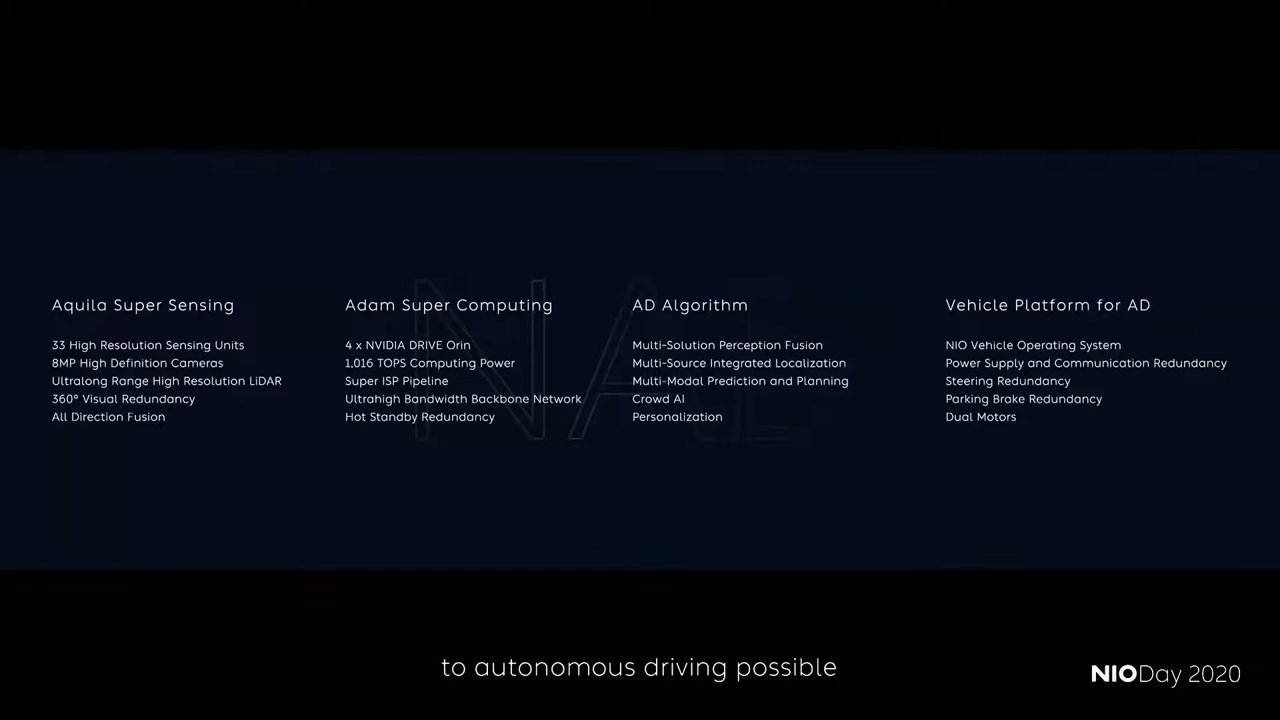 Aquila Super Sensing
33 High Resolution Sensing Units
8MP High Definition Cameras
Ultralong Range High Resolution LiDAR
360° Visual Redundancy
All Direction Fusion
Adam Super Computing
4 x NVIDIA DRIVE Orin
1,016 TOPS Computing Power
Super ISP Pipeline
Ultrahigh Bandwidth Backbone Network
Hot Standby Redundancy
AD Algorithm
Multi-Solution Perception Fusion
Multi-Source Integrated Localization
Multi-Modal Prediction and Planning
Crowd AI
Personalization
Vehicle Platform for AD
NIO Vehicle Operating System
Power Supply and Communication Redundancy
Steering Redundancy
Parking Brake Redundancy
Dual Motors
to autonomous driving possible
NIODay 2020